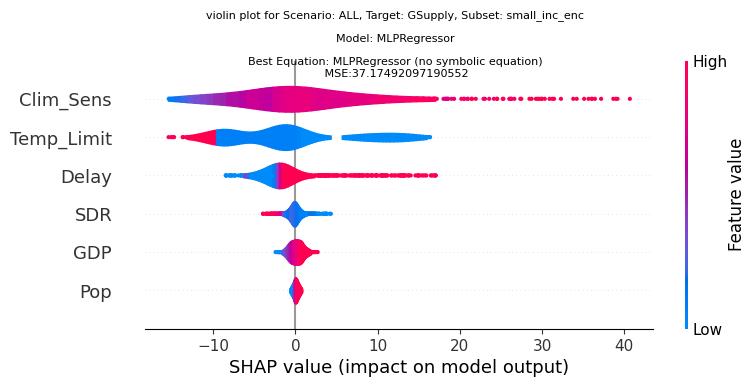 violin plot for Scenario: ALL, Target: GSupply, Subset: small_inc_enc
Model: MLPRegressor
Best Equation: MLPRegressor (no symbolic equation)
MSE:37.17492097190552
Clim_Sens
Temp_Limit
Delay
SDR
GDP
Pop
High
Low
Feature value
−10 0 10 20 30 40
SHAP value (impact on model output)